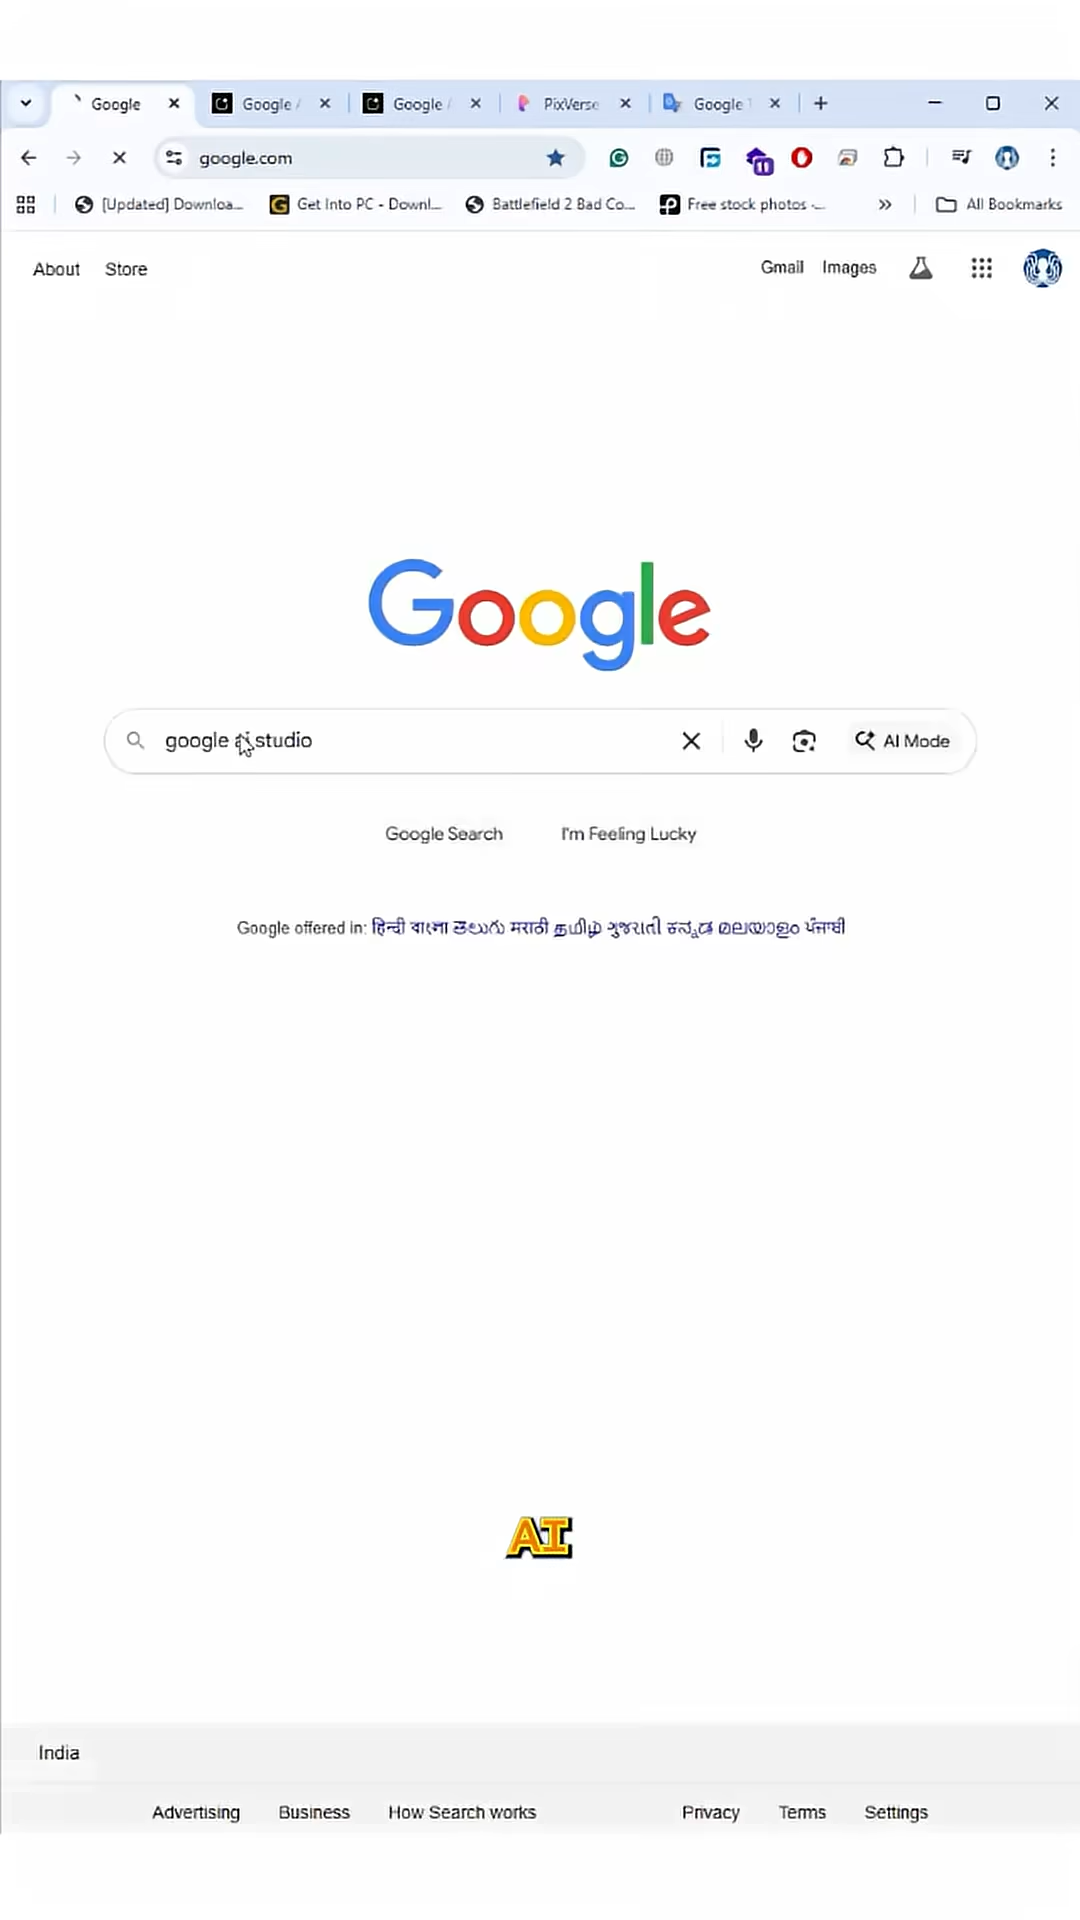 Google
Google /
Google /
PixVerse
Google T
google.com
[Updated] Downloa...
Get Into PC - Downl...
Battlefield 2 Bad Co...
Free stock photos -...
All Bookmarks
About
Store
Gmail
Images
Google
google ai studio
AI Mode
Google Search
I'm Feeling Lucky
Google offered in: हिन्दी বাংলা తెలుగు मराठी தமிழ் ગુજરાતી ಕನ್ನಡ മലയാളം ਪੰਜਾਬੀ
AI
India
Advertising
Business
How Search works
Privacy
Terms
Settings